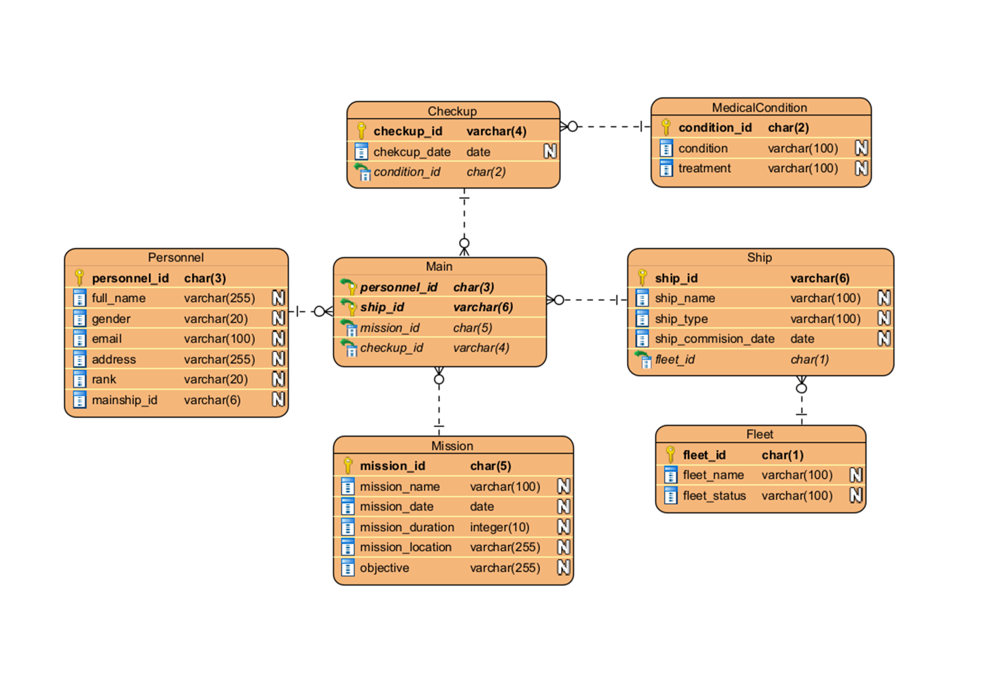 Checkup
checkup_id varchar(4)
chekcup_date date N
condition_id char(2)
MedicalCondition
condition_id char(2)
condition varchar(100) N
treatment varchar(100) N
Personnel
personnel_id char(3)
full_name varchar(255) N
gender varchar(20) N
email varchar(100) N
address varchar(255) N
rank varchar(20) N
mainship_id varchar(6) N
Main
personnel_id char(3)
ship_id varchar(6)
mission_id char(5)
checkup_id varchar(4)
Ship
ship_id varchar(6)
ship_name varchar(100) N
ship_type varchar(100) N
ship_commision_date date N
fleet_id char(1)
Mission
mission_id char(5)
mission_name varchar(100) N
mission_date date N
mission_duration integer(10) N
mission_location varchar(255) N
objective varchar(255) N
Fleet
fleet_id char(1)
fleet_name varchar(100) N
fleet_status varchar(100) N